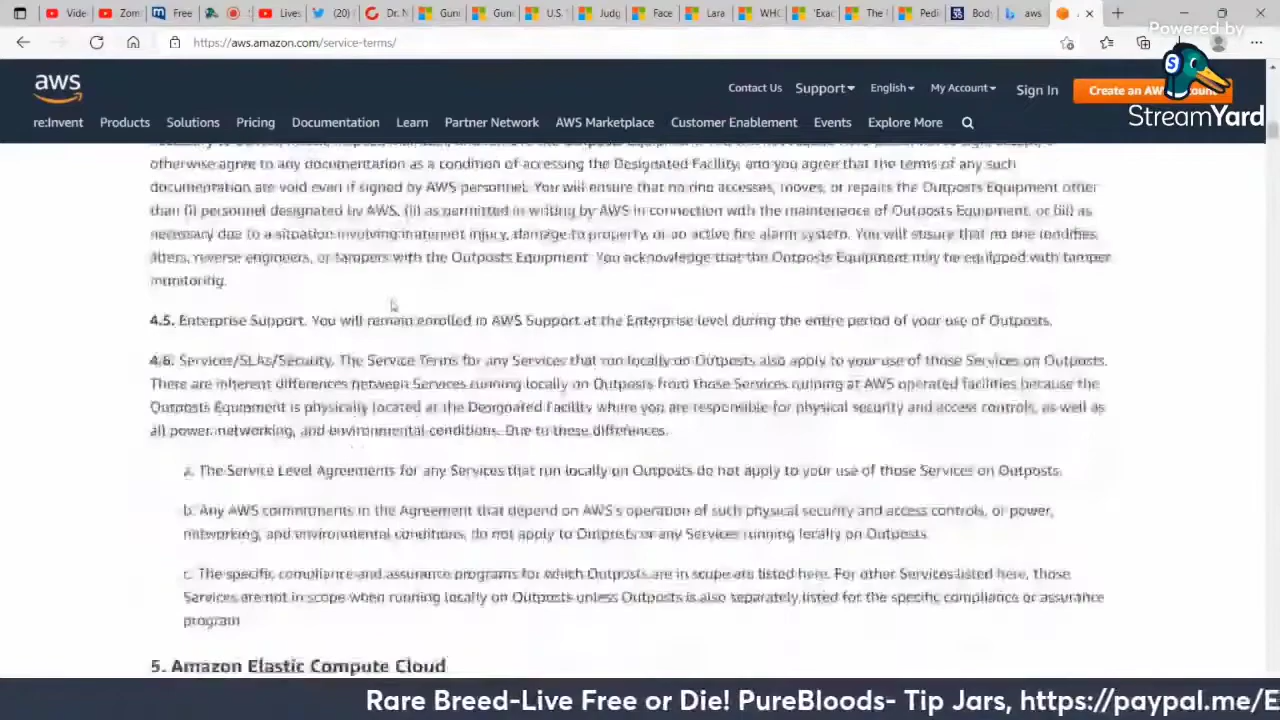 Vide
Zom
Free
Lives
(20)
Dr. N
Gun
Gun
U.S.
Judg
Face
Lara
WHO
'Exac
The
Pedi
Body
aws
https://aws.amazon.com/service-terms/
Powered by
StreamYard
aws
Contact Us Support English My Account Sign In Create an AWS
re:Invent Products Solutions Pricing Documentation Learn Partner Network AWS Marketplace Customer Enablement Events Explore More
otherwise agree to any documentation as a condition of accessing the Designated Facility, and you agree that the terms of any such
documentation are void even if signed by AWS personnel. You will ensure that no one accesses, moves, or repairs the Outposts Equipment other
than (i) personnel designated by AWS, (ii) as permitted in writing by AWS in connection with the maintenance of Outposts Equipment, or (iii) as
necessary due to a situation involving imminent injury, damage to property, or an active fire alarm system. You will ensure that no one modifies,
alters, reverse engineers, or tampers with the Outposts Equipment. You acknowledge that the Outposts Equipment may be equipped with tamper
monitoring.
4.5. Enterprise Support. You will remain enrolled in AWS Support at the Enterprise level during the entire period of your use of Outposts.
4.6. Services/SLAs/Security. The Service Terms for any Services that run locally on Outposts also apply to your use of those Services on Outposts.
There are inherent differences between Services running locally on Outposts from those Services running at AWS operated facilities because the
Outposts Equipment is physically located at the Designated Facility where you are responsible for physical security and access controls, as well as
all power, networking, and environmental conditions. Due to these differences:
a. The Service Level Agreements for any Services that run locally on Outposts do not apply to your use of those Services on Outposts.
b. Any AWS commitments in the Agreement that depend on AWS's operation of such physical security and access controls, or power,
networking, and environmental conditions, do not apply to Outposts or any Services running locally on Outposts.
c. The specific compliance and assurance programs for which Outposts are in scope are listed here. For other Services listed here, those
Services are not in scope when running locally on Outposts unless Outposts is also separately listed for the specific compliance or assurance
program.
5. Amazon Elastic Compute Cloud
Rare Breed-Live Free or Die! PureBloods- Tip Jars, https://paypal.me/E